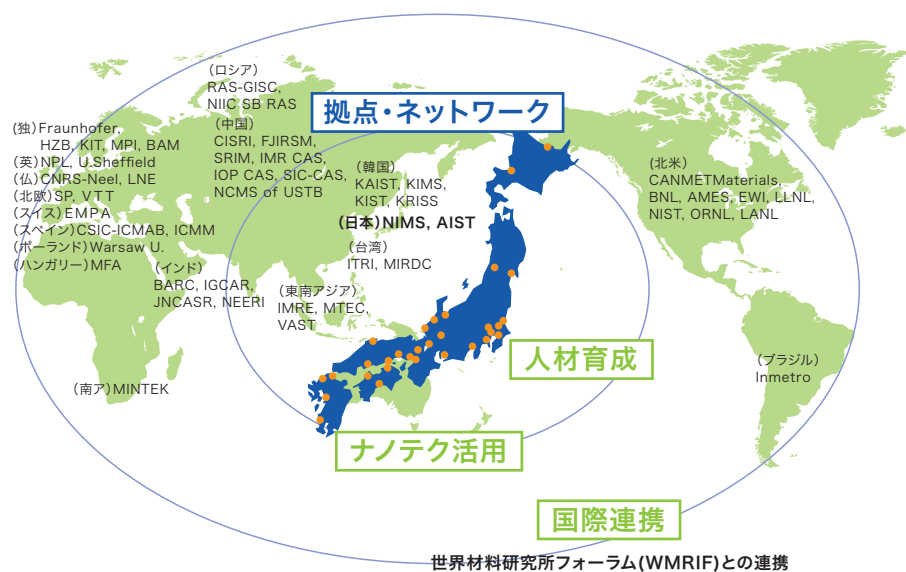 拠点・ネットワーク
(ロシア)
RAS-GISC,
NIIC SB RAS
(中国)
CISRI, FJIRSM,
SRIM, IMR CAS,
IOP CAS, SIC-CAS,
NCMS of USTB
(独)Fraunhofer,
HZB, KIT, MPI, BAM
(英)NPL, U.Sheffield
(仏)CNRS-Neel, LNE
(北欧)SP, VTT
(スイス)EMPA
(スペイン)CSIC-ICMAB, ICMM
(ポーランド)Warsaw U.
(ハンガリー)MFA
(インド)
BARC, IGCAR,
JNCASR, NEERI
(韓国)
KAIST, KIMS,
KIST, KRISS
(日本)NIMS, AIST
(台湾)
ITRI, MIRDC
(東南アジア)
IMRE, MTEC,
VAST
(北米)
CANMETMaterials,
BNL, AMES, EWI, LLNL,
NIST, ORNL, LANL
(ブラジル)
Inmetro
(南ア)MINTEK
人材育成
ナノテク活用
国際連携
世界材料研究所フォーラム(WMRIF)との連携